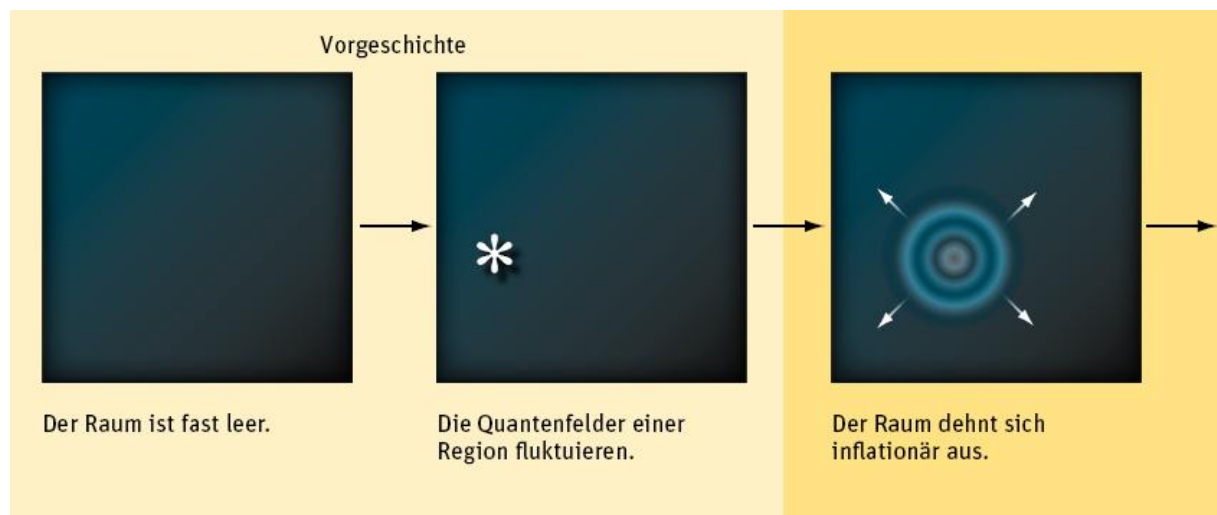 Vorgeschichte
Der Raum ist fast leer.
Die Quantenfelder einer
Region fluktuieren.
Der Raum dehnt sich
inflationär aus.